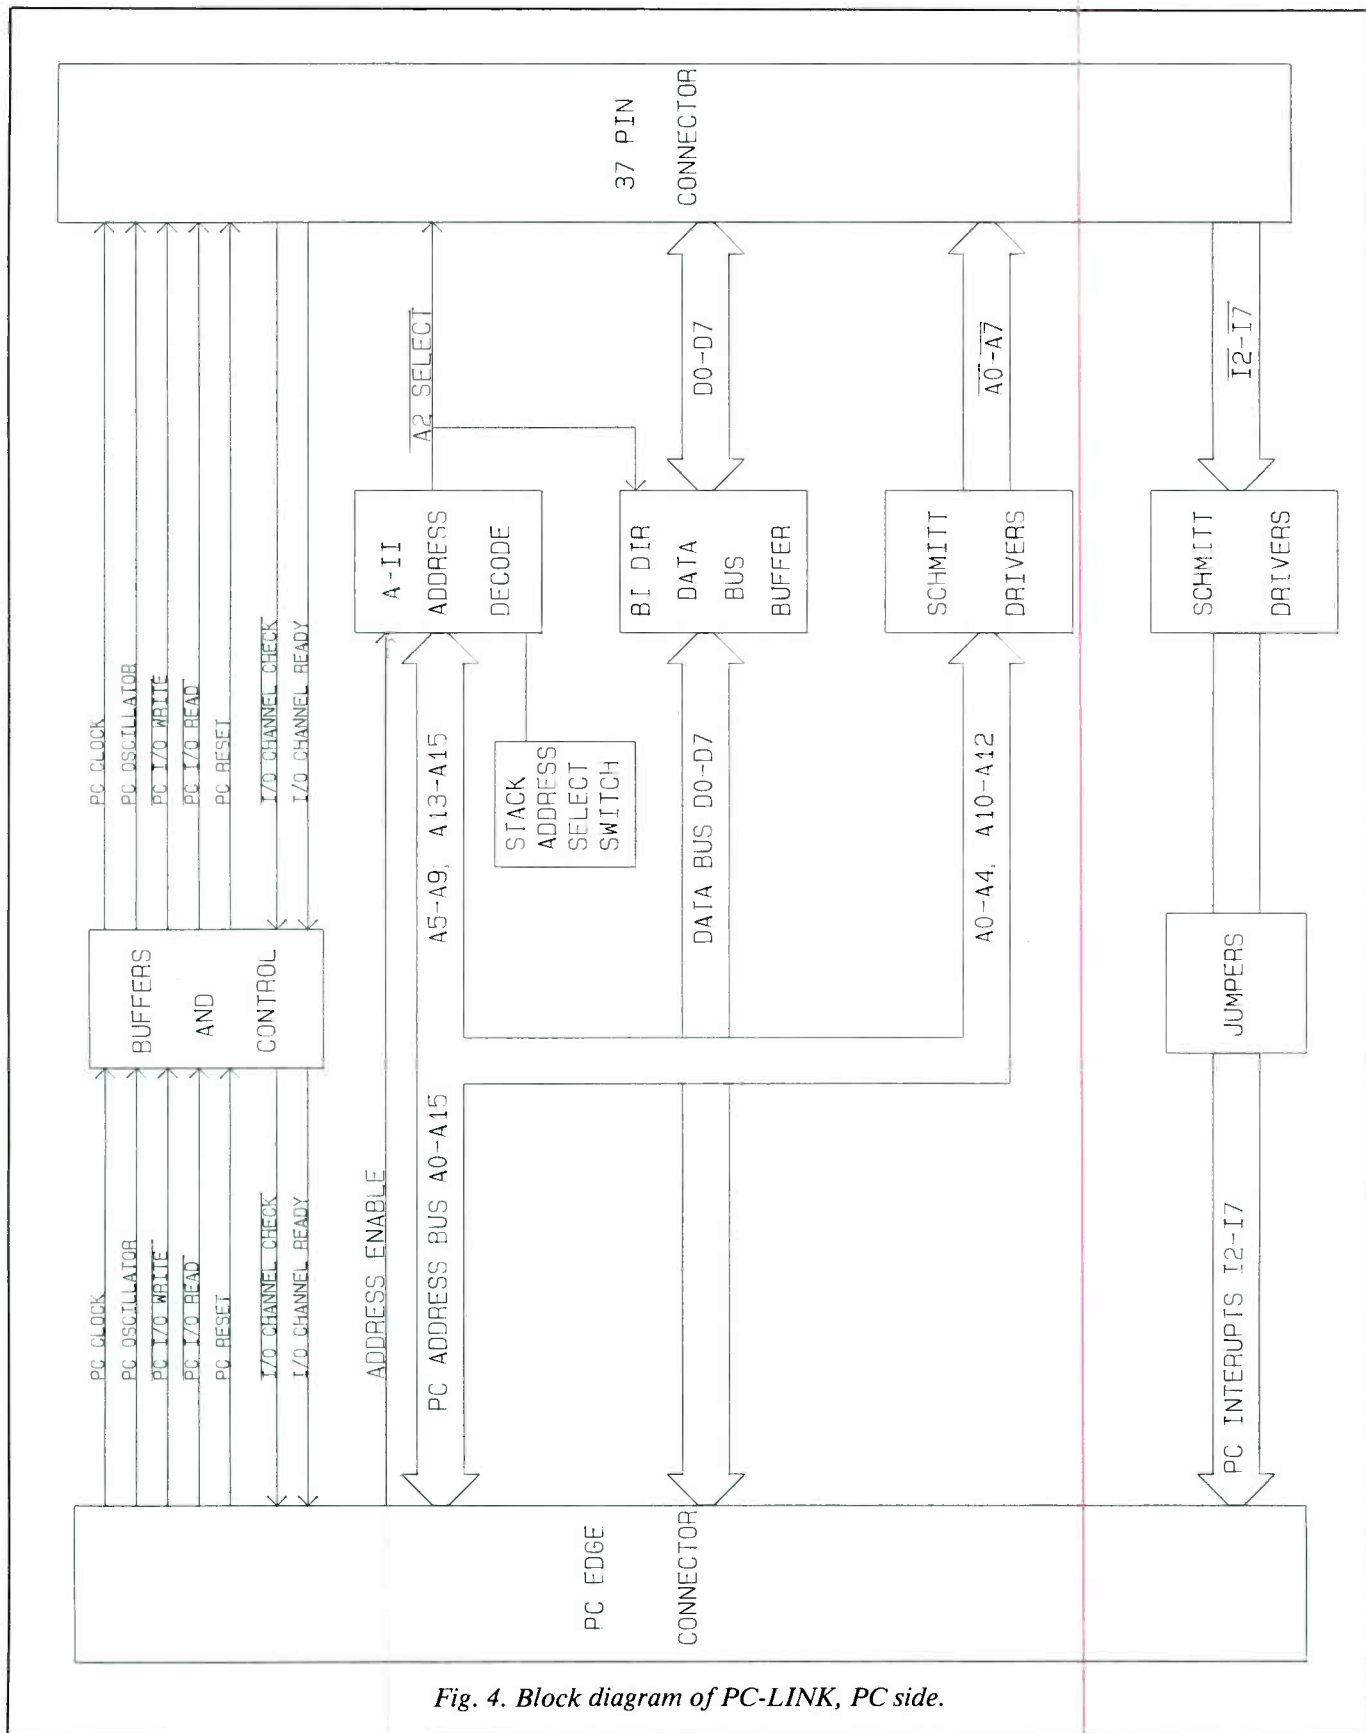 37 PIN
CONNECTOR
PC CLOCK
PC OSCILLATOR
PC I/O WRITE
PC I/O READ
PC RESET
I/O CHANNEL CHECK
I/O CHANNEL READY
A2 SELECT
D0-D7
A0-A7
I2-I7
A-II
ADDRESS
DECODE
BI DIR
DATA
BUS
BUFFER
SCHMITT
DRIVERS
SCHMITT
DRIVERS
STACK
ADDRESS
SELECT
SWITCH
A5-A9, A13-A15
DATA BUS D0-D7
A0-A4, A10-A12
BUFFERS
AND
CONTROL
JUMPERS
PC CLOCK
PC OSCILLATOR
PC I/O WRITE
PC I/O READ
PC RESET
I/O CHANNEL CHECK
I/O CHANNEL READY
ADDRESS ENABLE
PC ADDRESS BUS A0-A15
PC INTERUPTS I2-I7
PC EDGE
CONNECTOR
Fig. 4. Block diagram of PC-LINK, PC side.